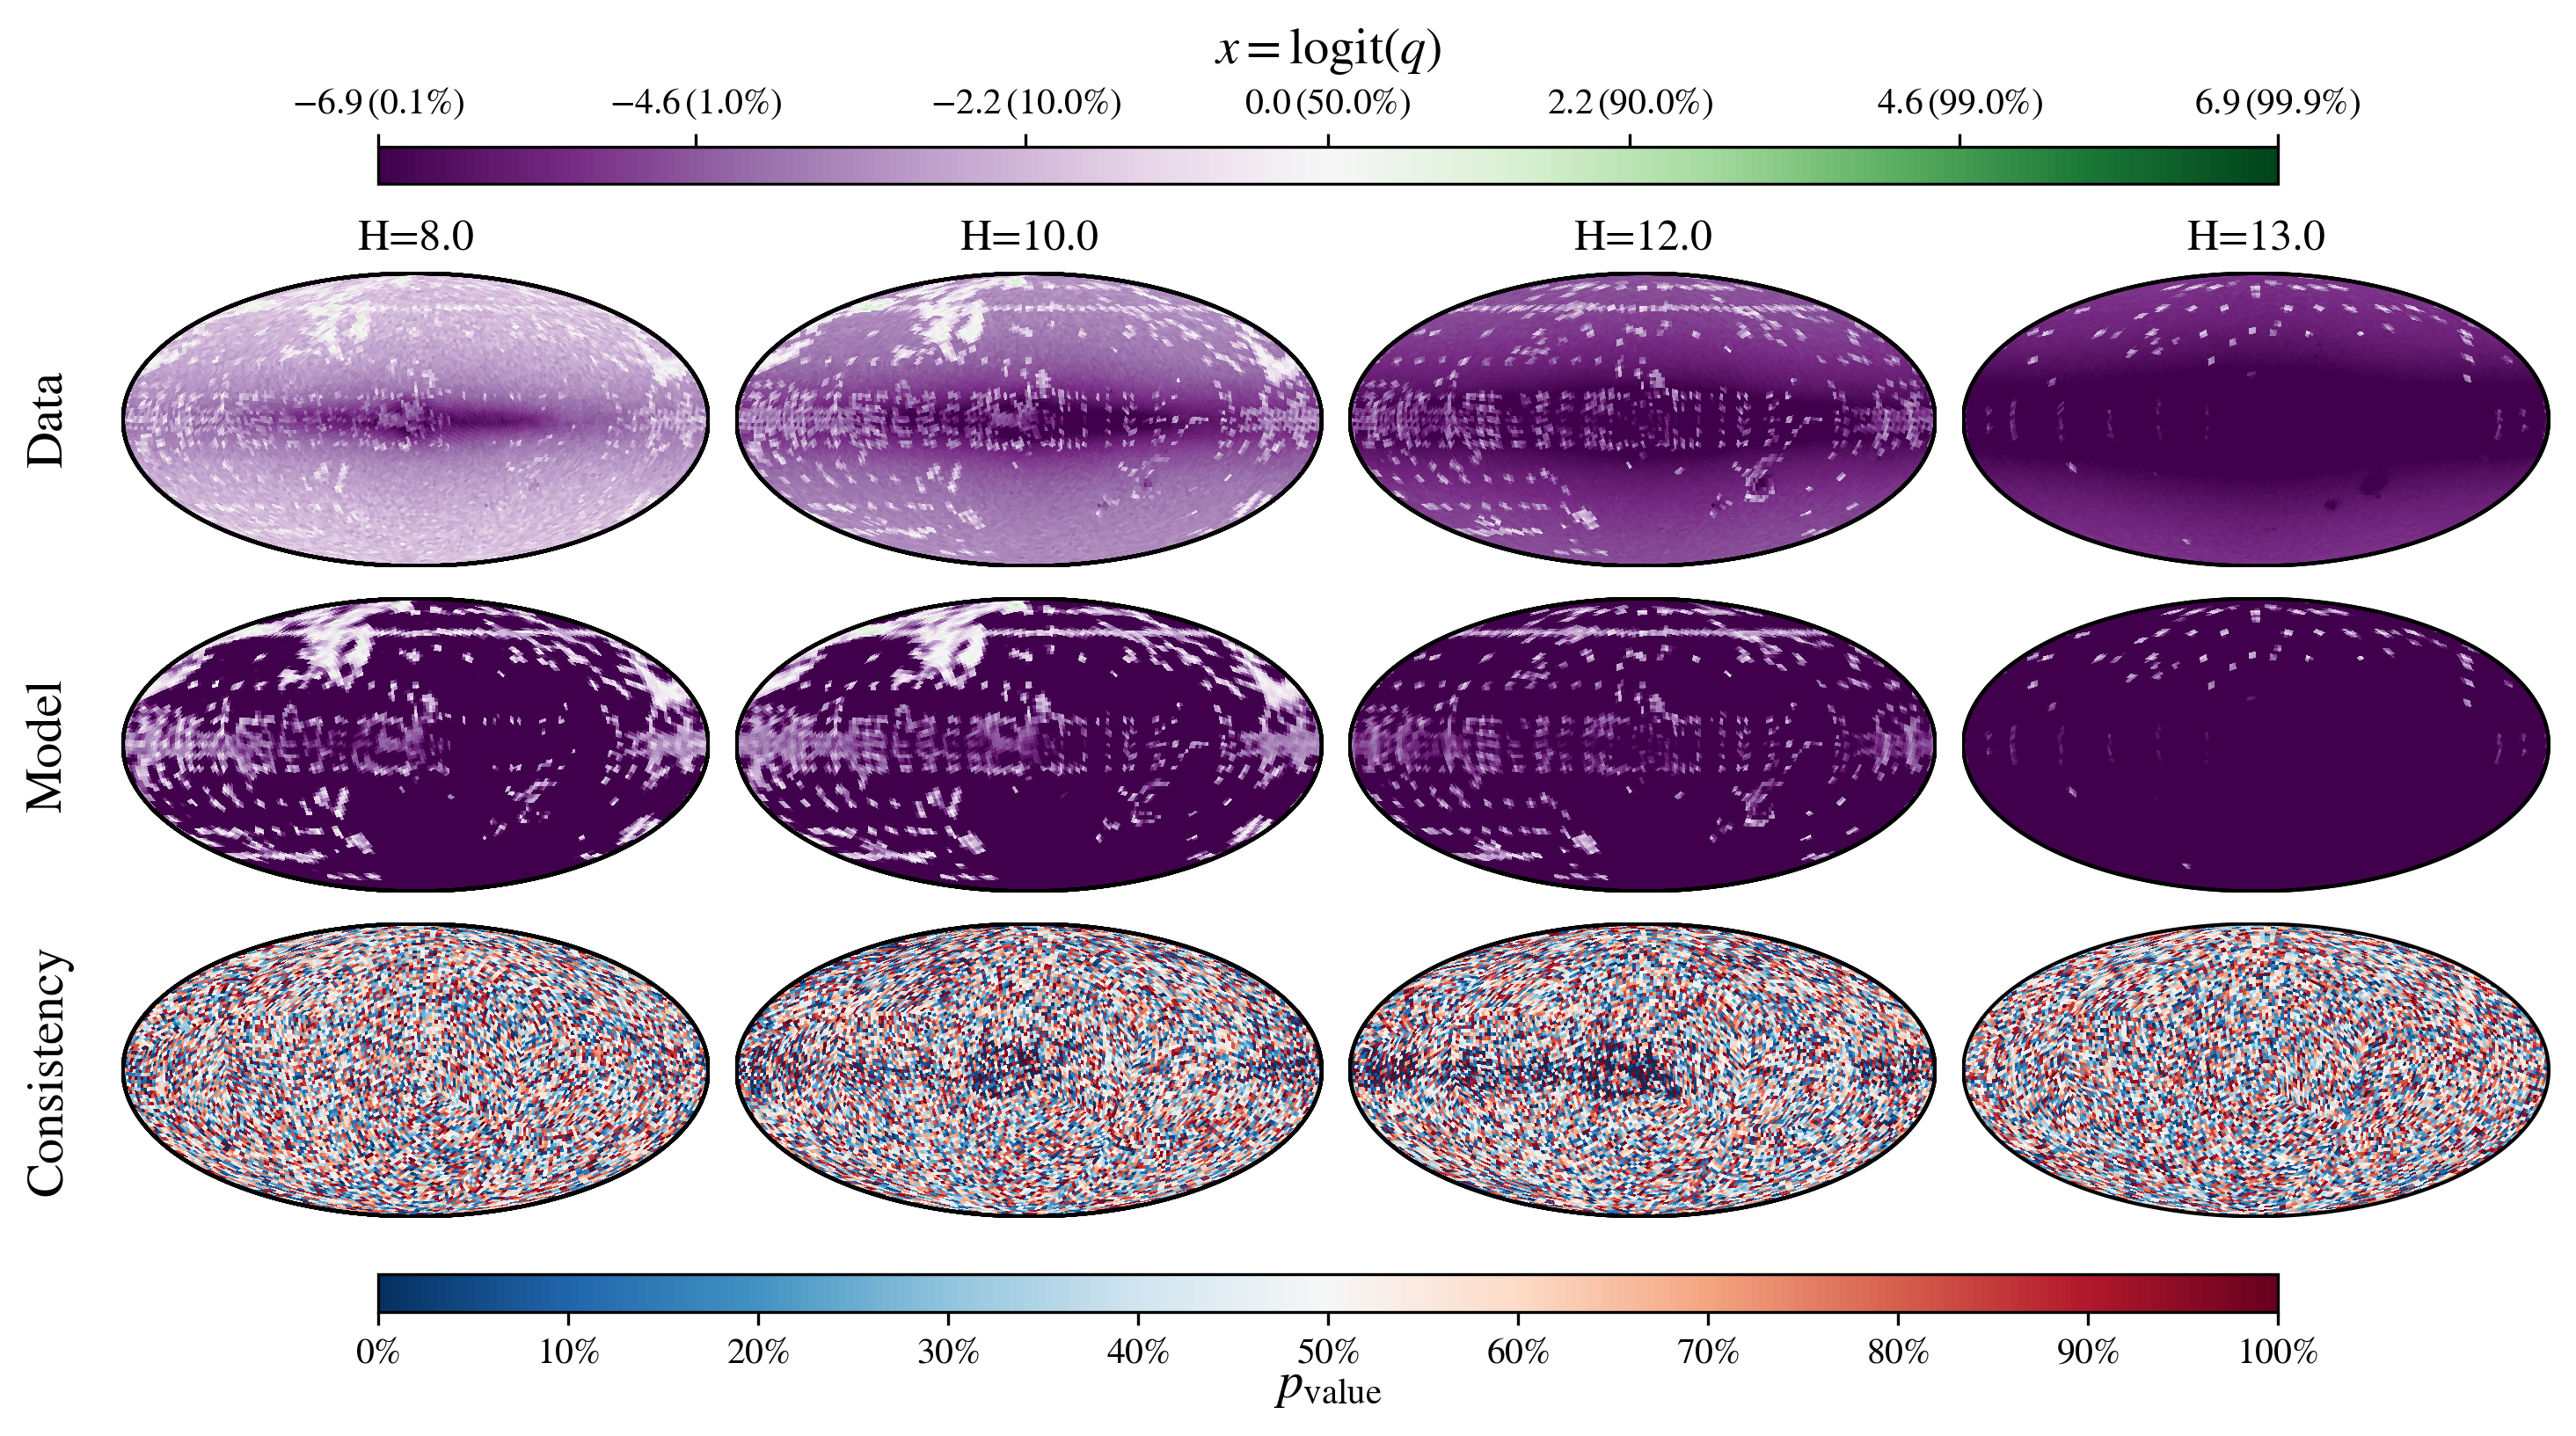 x = logit(q)
−6.9 (0.1%) −4.6 (1.0%) −2.2 (10.0%) 0.0 (50.0%) 2.2 (90.0%) 4.6 (99.0%) 6.9 (99.9%)
H=8.0 H=10.0 H=12.0 H=13.0
Data
Model
Consistency
0% 10% 20% 30% 40% 50% 60% 70% 80% 90% 100%
p_value